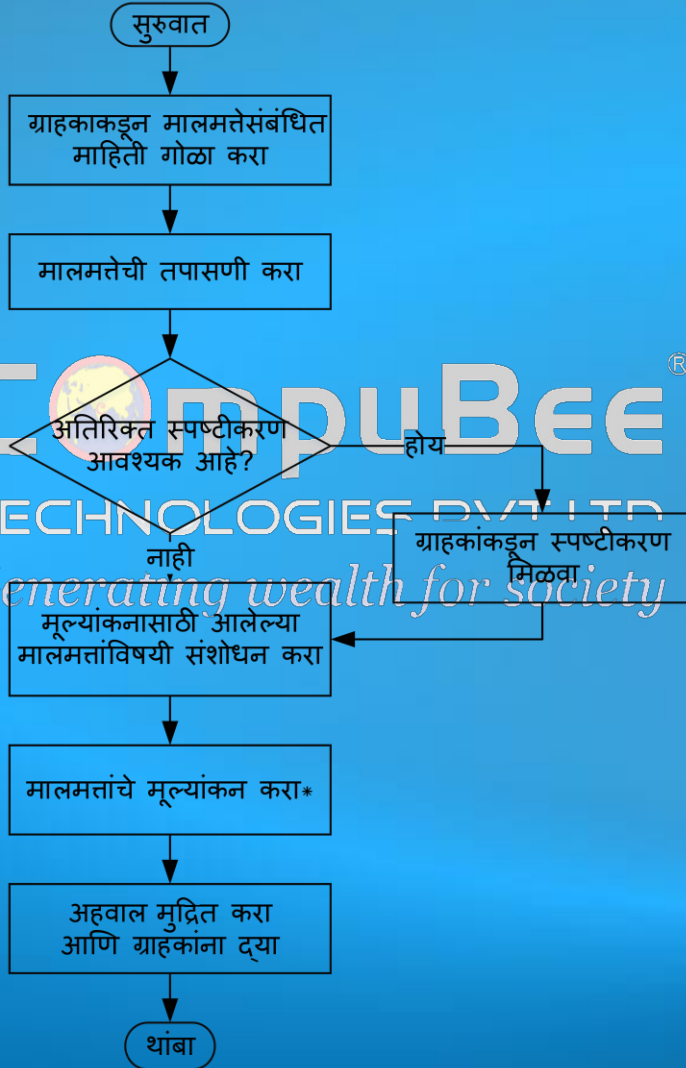 सुरुवात
ग्राहकाकडून मालमत्तेसंबंधित
माहिती गोळा करा
मालमत्तेची तपासणी करा
COMPUBEE®
अतिरिक्त स्पष्टीकरण
आवश्यक आहे?
होय
ECHNOLOGIES PVT LTD
ग्राहकांकडून स्पष्टीकरण
मिळवा
नाही
enerating wealth for society
मूल्यांकनासाठी आलेल्या
मालमत्तांविषयी संशोधन करा
मालमत्तांचे मूल्यांकन करा*
अहवाल मुद्रित करा
आणि ग्राहकांना द्‌या
थांबा